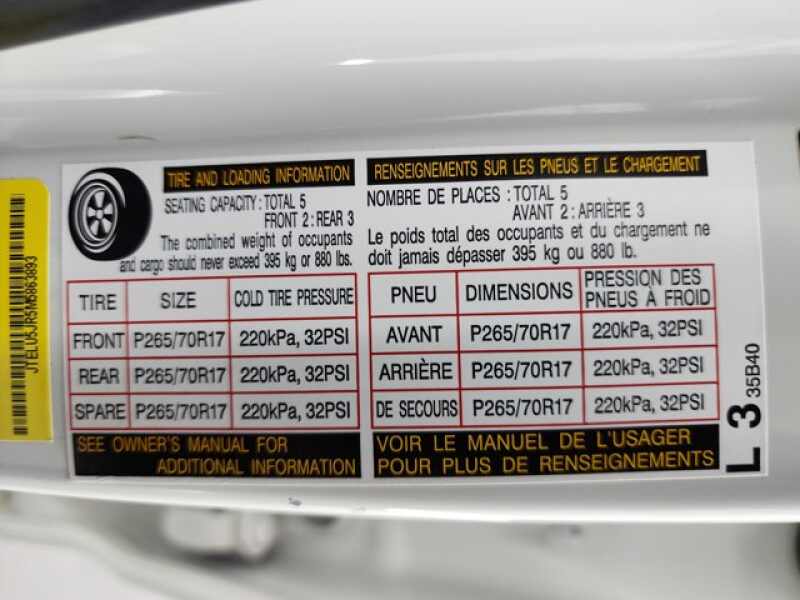 JTELU5JR5M5863893
TIRE AND LOADING INFORMATION
SEATING CAPACITY : TOTAL 5
FRONT 2 : REAR 3
The combined weight of occupants
and cargo should never exceed 395 kg or 880 lbs.
TIRE SIZE COLD TIRE PRESSURE
FRONT P265/70R17 220kPa, 32PSI
REAR P265/70R17 220kPa, 32PSI
SPARE P265/70R17 220kPa, 32PSI
SEE OWNER'S MANUAL FOR
ADDITIONAL INFORMATION
RENSEIGNEMENTS SUR LES PNEUS ET LE CHARGEMENT
NOMBRE DE PLACES : TOTAL 5
AVANT 2 : ARRIÈRE 3
Le poids total des occupants et du chargement ne
doit jamais dépasser 395 kg ou 880 lb.
PNEU DIMENSIONS PRESSION DES
PNEUS À FROID
AVANT P265/70R17 220kPa, 32PSI
ARRIÈRE P265/70R17 220kPa, 32PSI
DE SECOURS P265/70R17 220kPa, 32PSI
VOIR LE MANUEL DE L'USAGER
POUR PLUS DE RENSEIGNEMENTS
L 3
35B40